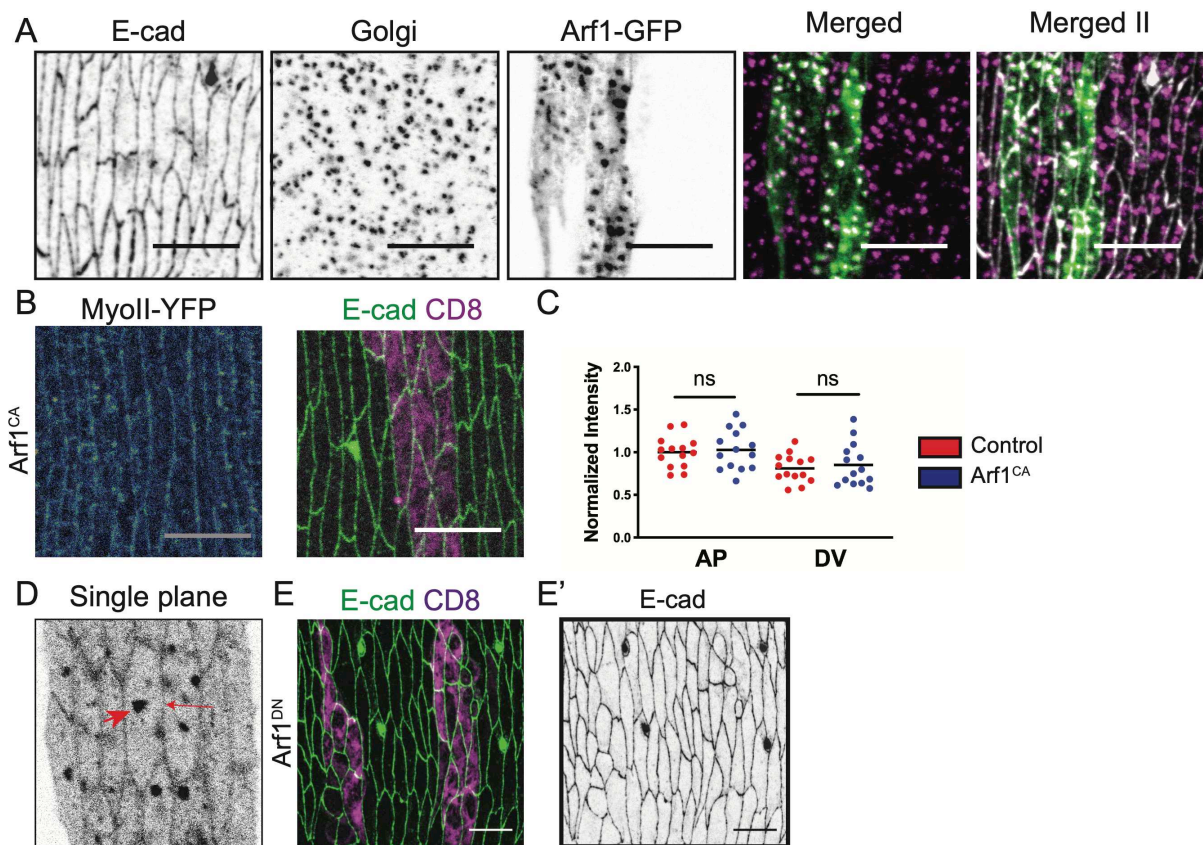 A
E-cad
Golgi
Arf1-GFP
Merged
Merged II
B
MyoII-YFP
E-cad CD8
Arf1CA
C
Normalized Intensity
2.0
1.5
1.0
0.5
0.0
ns
ns
AP
DV
Control
Arf1CA
D
Single plane
E
E-cad CD8
Arf1DN
E'
E-cad